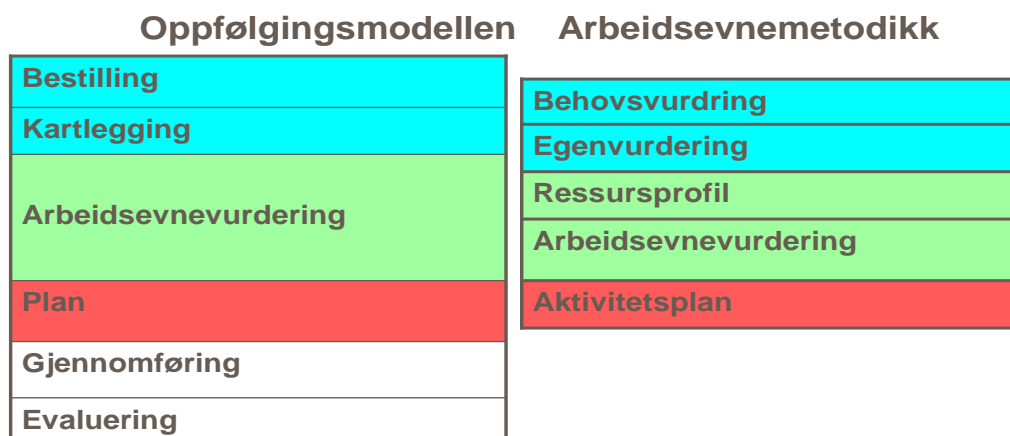 Oppfølgingsmodellen Arbeidsevnemetodikk
Bestilling
Kartlegging
Arbeidsevnevurdering
Plan
Gjennomføring
Evaluering
Behovsvurdring
Egenvurdering
Ressursprofil
Arbeidsevnevurdering
Aktivitetsplan